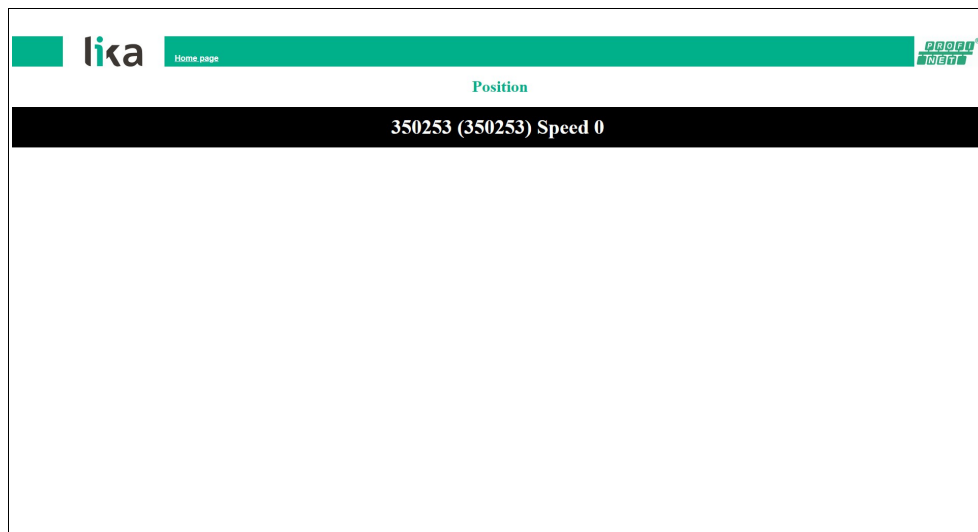 lika
Home page
PROFI®
NET
Position
350253 (350253) Speed 0